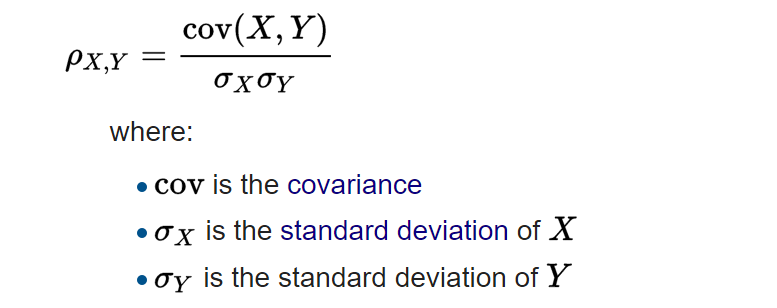 ρX,Y = cov(X, Y) / σXσY
where:
• cov is the covariance
• σX is the standard deviation of X
• σY is the standard deviation of Y